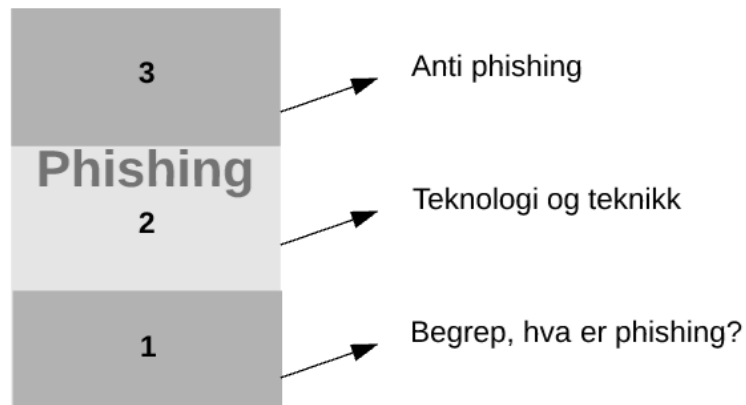 3
Anti phishing
Phishing
2
Teknologi og teknikk
1
Begrep, hva er phishing?